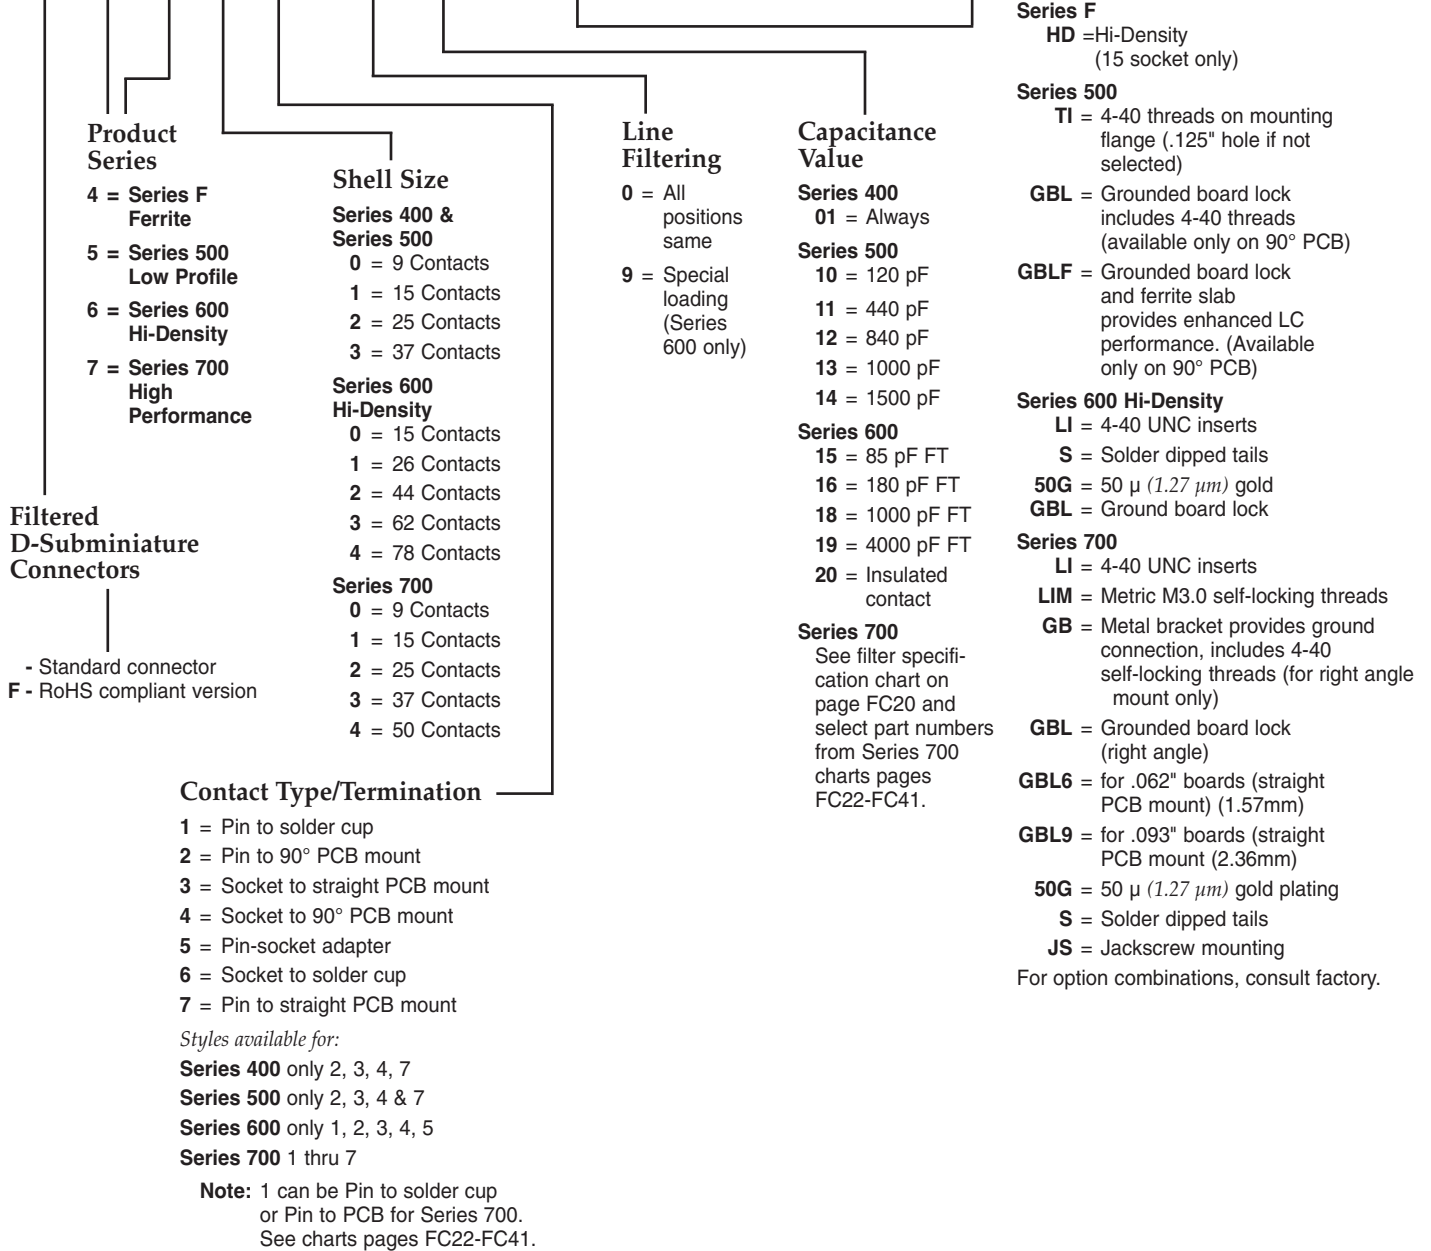 Product
Series
4 = Series F
Ferrite
5 = Series 500
Low Profile
6 = Series 600
Hi-Density
7 = Series 700
High
Performance
Filtered
D-Subminiature
Connectors
- Standard connector
F - RoHS compliant version
Shell Size
Series 400 &
Series 500
0 = 9 Contacts
1 = 15 Contacts
2 = 25 Contacts
3 = 37 Contacts
Series 600
Hi-Density
0 = 15 Contacts
1 = 26 Contacts
2 = 44 Contacts
3 = 62 Contacts
4 = 78 Contacts
Series 700
0 = 9 Contacts
1 = 15 Contacts
2 = 25 Contacts
3 = 37 Contacts
4 = 50 Contacts
Contact Type/Termination
1 = Pin to solder cup
2 = Pin to 90° PCB mount
3 = Socket to straight PCB mount
4 = Socket to 90° PCB mount
5 = Pin-socket adapter
6 = Socket to solder cup
7 = Pin to straight PCB mount
Styles available for:
Series 400 only 2, 3, 4, 7
Series 500 only 2, 3, 4 & 7
Series 600 only 1, 2, 3, 4, 5
Series 700 1 thru 7
Note: 1 can be Pin to solder cup
or Pin to PCB for Series 700.
See charts pages FC22-FC41.
Line
Filtering
0 = All
positions
same
9 = Special
loading
(Series
600 only)
Capacitance
Value
Series 400
01 = Always
Series 500
10 = 120 pF
11 = 440 pF
12 = 840 pF
13 = 1000 pF
14 = 1500 pF
Series 600
15 = 85 pF FT
16 = 180 pF FT
18 = 1000 pF FT
19 = 4000 pF FT
20 = Insulated
contact
Series 700
See filter specifi-
cation chart on
page FC20 and
select part numbers
from Series 700
charts pages
FC22-FC41.
Series F
HD =Hi-Density
(15 socket only)
Series 500
TI = 4-40 threads on mounting
flange (.125" hole if not
selected)
GBL = Grounded board lock
includes 4-40 threads
(available only on 90° PCB)
GBLF = Grounded board lock
and ferrite slab
provides enhanced LC
performance. (Available
only on 90° PCB)
Series 600 Hi-Density
LI = 4-40 UNC inserts
S = Solder dipped tails
50G = 50 µ (1.27 µm) gold
GBL = Ground board lock
Series 700
LI = 4-40 UNC inserts
LIM = Metric M3.0 self-locking threads
GB = Metal bracket provides ground
connection, includes 4-40
self-locking threads (for right angle
mount only)
GBL = Grounded board lock
(right angle)
GBL6 = for .062" boards (straight
PCB mount) (1.57mm)
GBL9 = for .093" boards (straight
PCB mount (2.36mm)
50G = 50 µ (1.27 µm) gold plating
S = Solder dipped tails
JS = Jackscrew mounting
For option combinations, consult factory.